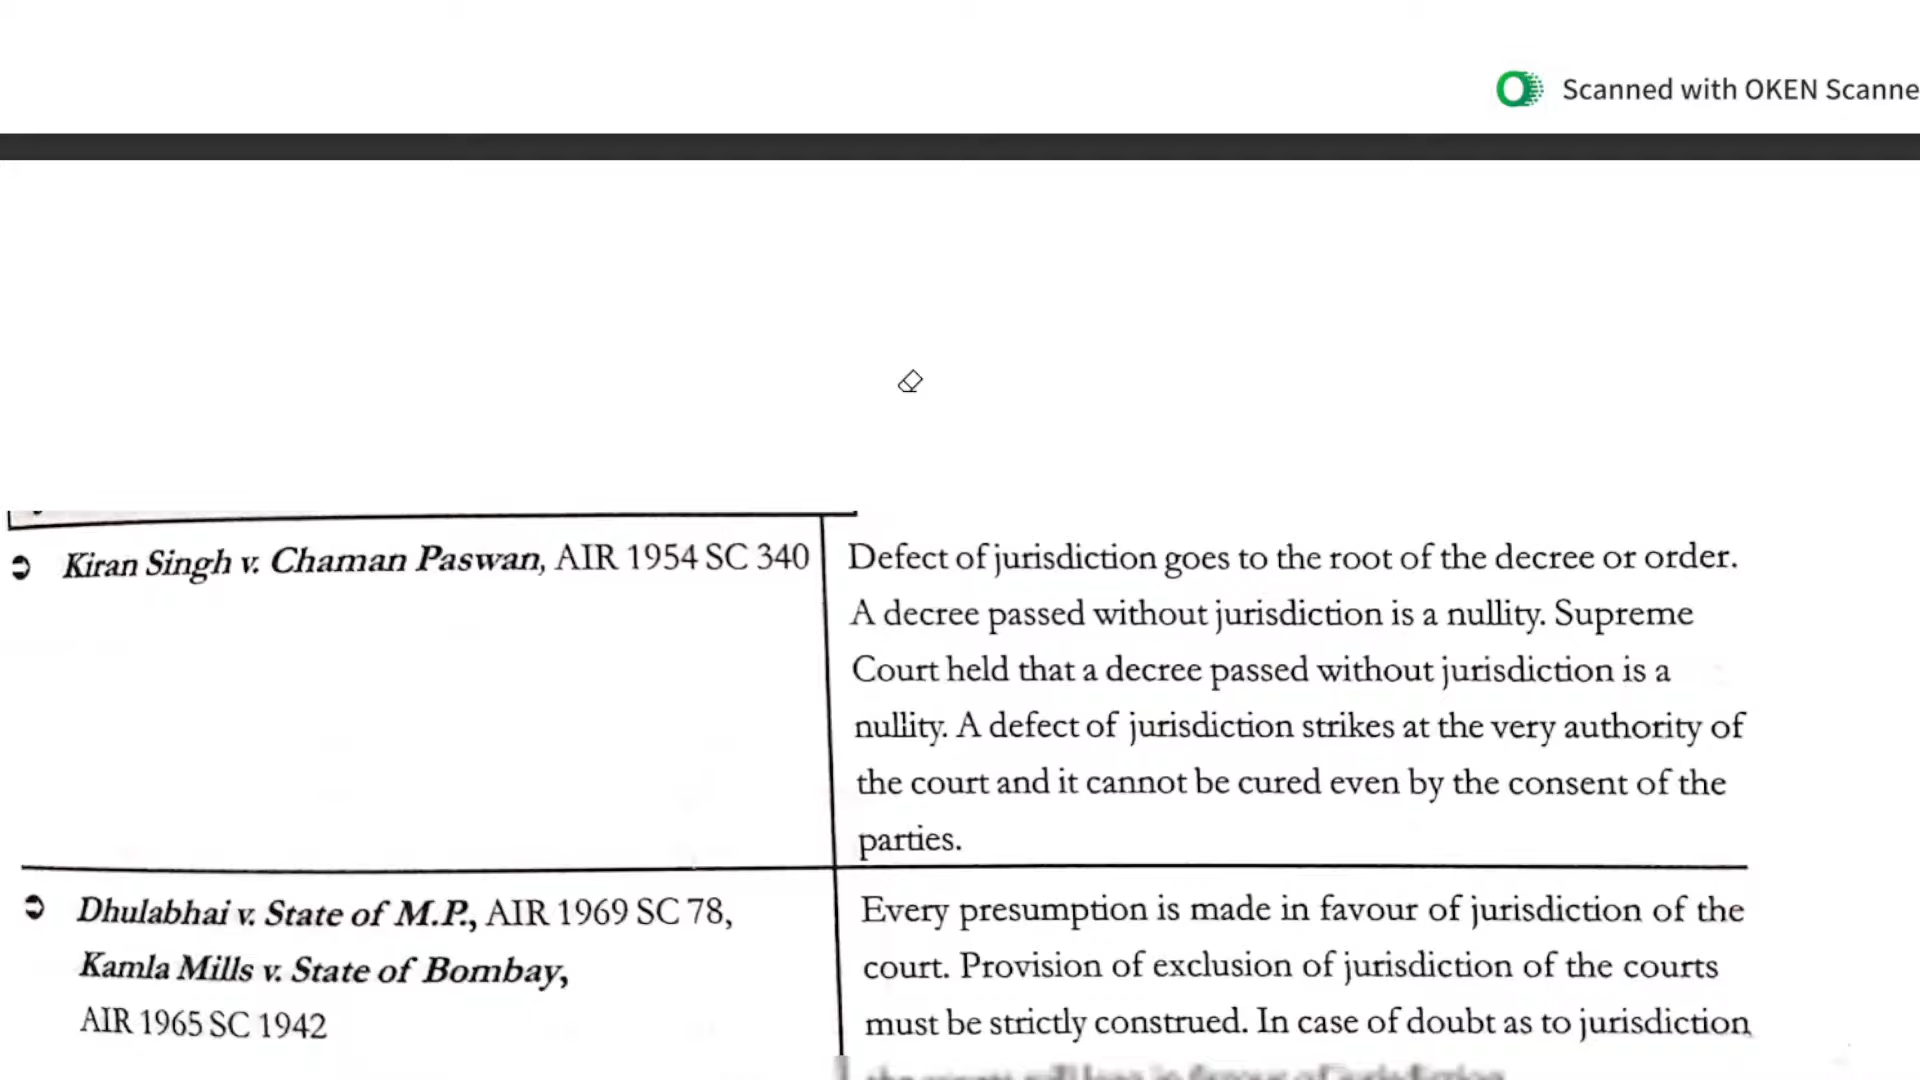 Scanned with OKEN Scanne
Kiran Singh v. Chaman Paswan, AIR 1954 SC 340
Defect of jurisdiction goes to the root of the decree or order.
A decree passed without jurisdiction is a nullity. Supreme
Court held that a decree passed without jurisdiction is a
nullity. A defect of jurisdiction strikes at the very authority of
the court and it cannot be cured even by the consent of the
parties.
Dhulabhai v. State of M.P., AIR 1969 SC 78,
Kamla Mills v. State of Bombay,
AIR 1965 SC 1942
Every presumption is made in favour of jurisdiction of the
court. Provision of exclusion of jurisdiction of the courts
must be strictly construed. In case of doubt as to jurisdiction